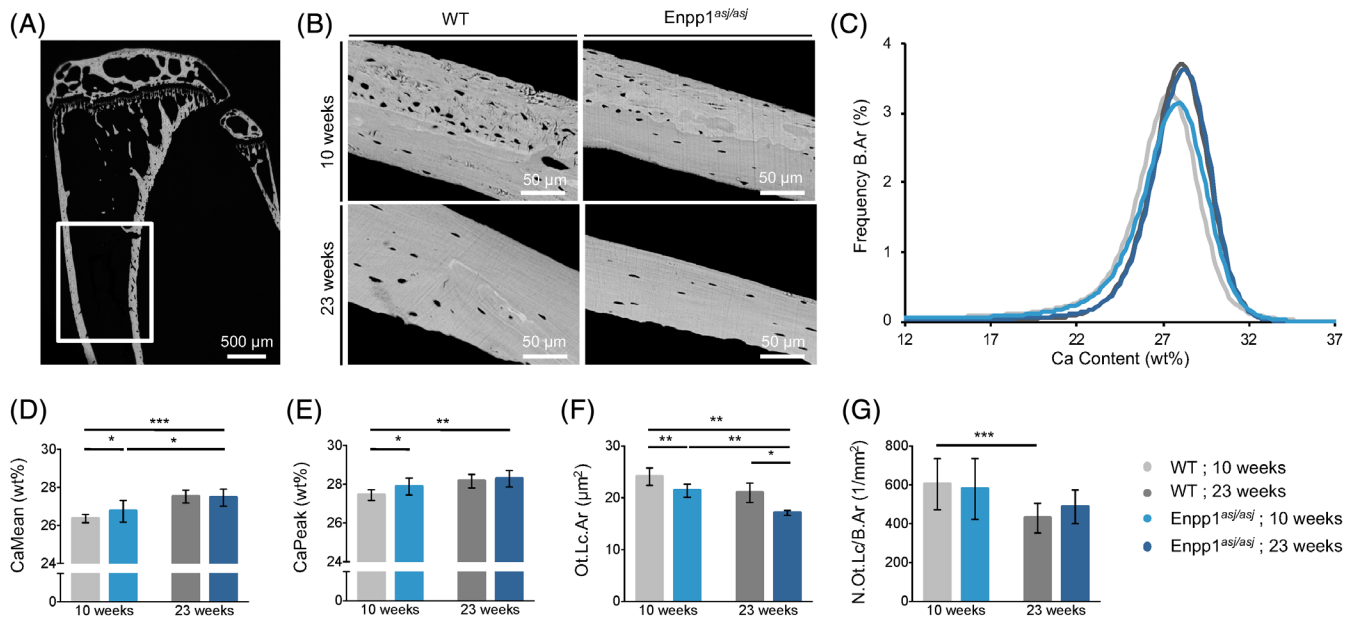 (A)
500 µm
(B)
WT
Enpp1asj/asj
10 weeks
50 µm
50 µm
23 weeks
50 µm
50 µm
(C)
Frequency B.Ar (%)
4
3
2
1
0
12
17
22
27
32
37
Ca Content (wt%)
(D)
CaMean (wt%)
30
28
26
24
0
***
*
*
10 weeks
23 weeks
(E)
CaPeak (wt%)
30
28
26
24
0
**
*
10 weeks
23 weeks
(F)
Ot.Lc.Ar (µm²)
30
20
10
0
**
**
**
*
10 weeks
23 weeks
(G)
N.Ot.Lc/B.Ar (1/mm²)
800
600
400
200
0
***
10 weeks
23 weeks
WT ; 10 weeks
WT ; 23 weeks
Enpp1asj/asj ; 10 weeks
Enpp1asj/asj ; 23 weeks